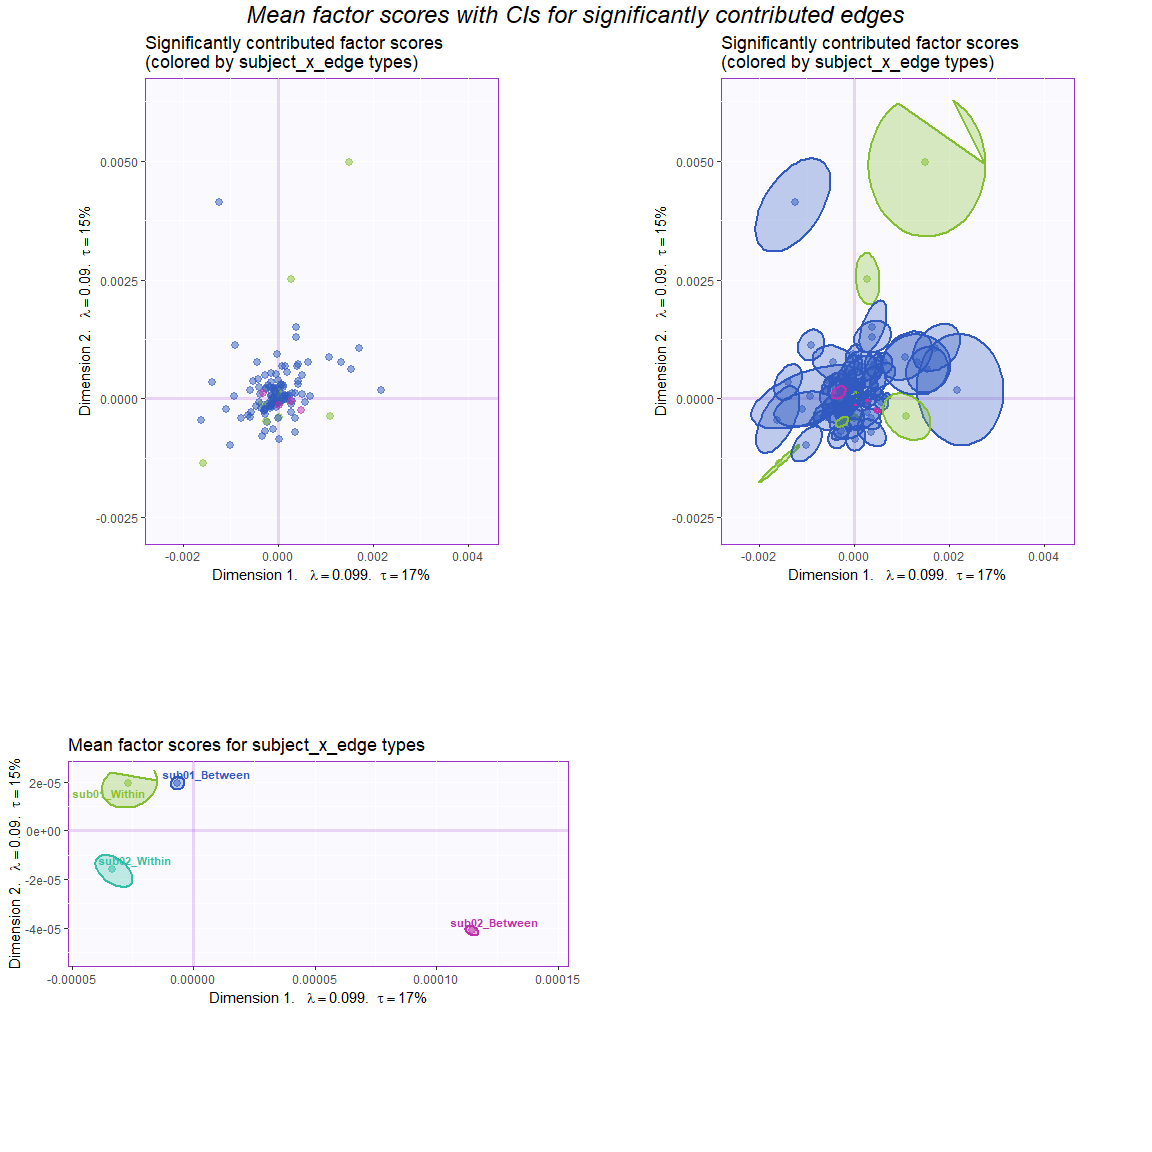 Mean factor scores with CIs for significantly contributed edges
Significantly contributed factor scores
(colored by subject_x_edge types)
Dimension 2.   λ = 0.09.   τ = 15%
0.0050
0.0025
0.0000
-0.0025
-0.002
0.000
0.002
0.004
Dimension 1.   λ = 0.099.   τ = 17%
Significantly contributed factor scores
(colored by subject_x_edge types)
Dimension 2.   λ = 0.09.   τ = 15%
0.0050
0.0025
0.0000
-0.0025
-0.002
0.000
0.002
0.004
Dimension 1.   λ = 0.099.   τ = 17%
Mean factor scores for subject_x_edge types
Dimension 2.   λ = 0.09.   τ = 15%
2e-05
0e+00
-2e-05
-4e-05
sub01_Between
sub01_Within
sub02_Within
sub02_Between
-0.00005
0.00000
0.00005
0.00010
0.00015
Dimension 1.   λ = 0.099.   τ = 17%